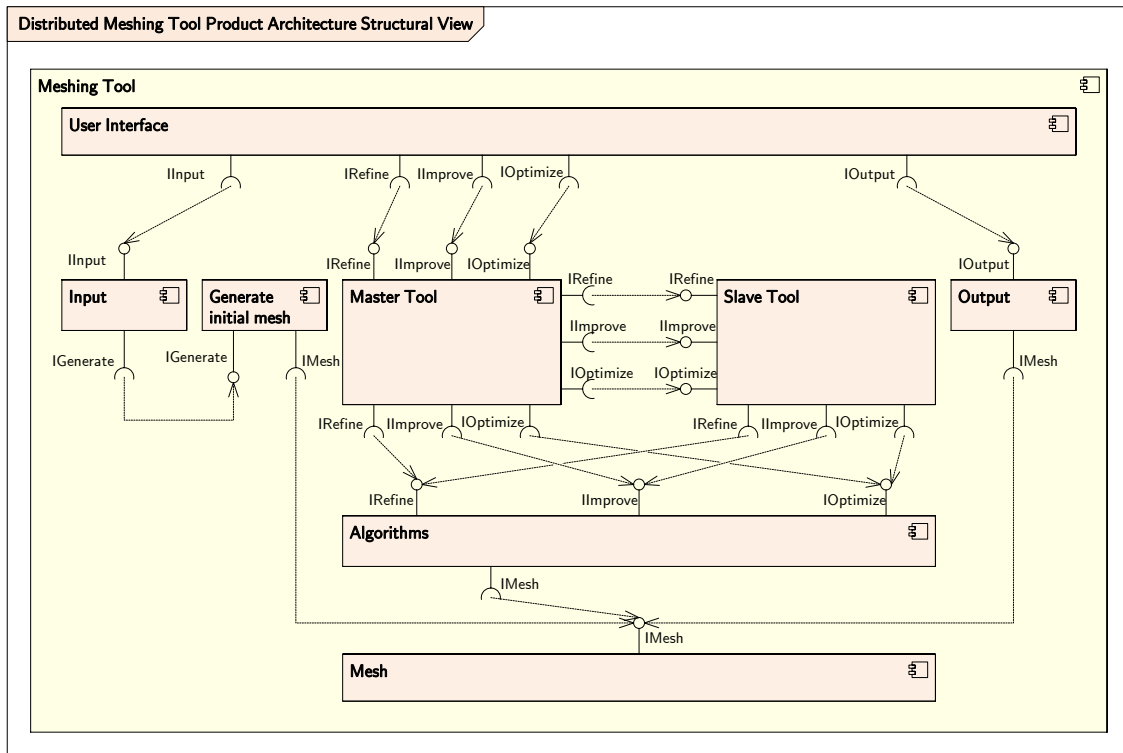 Distributed Meshing Tool Product Architecture Structural View
Meshing Tool
User Interface
IInput
IRefine
IImprove
IOptimize
IOutput
IInput
IRefine
IImprove
IOptimize
IOutput
Input
Generate
initial mesh
Master Tool
IRefine
IRefine
Slave Tool
Output
IImprove
IImprove
IGenerate
IGenerate
IMesh
IOptimize
IOptimize
IMesh
IRefine
IImprove
IOptimize
IRefine
IImprove
IOptimize
IRefine
IImprove
IOptimize
Algorithms
IMesh
IMesh
Mesh